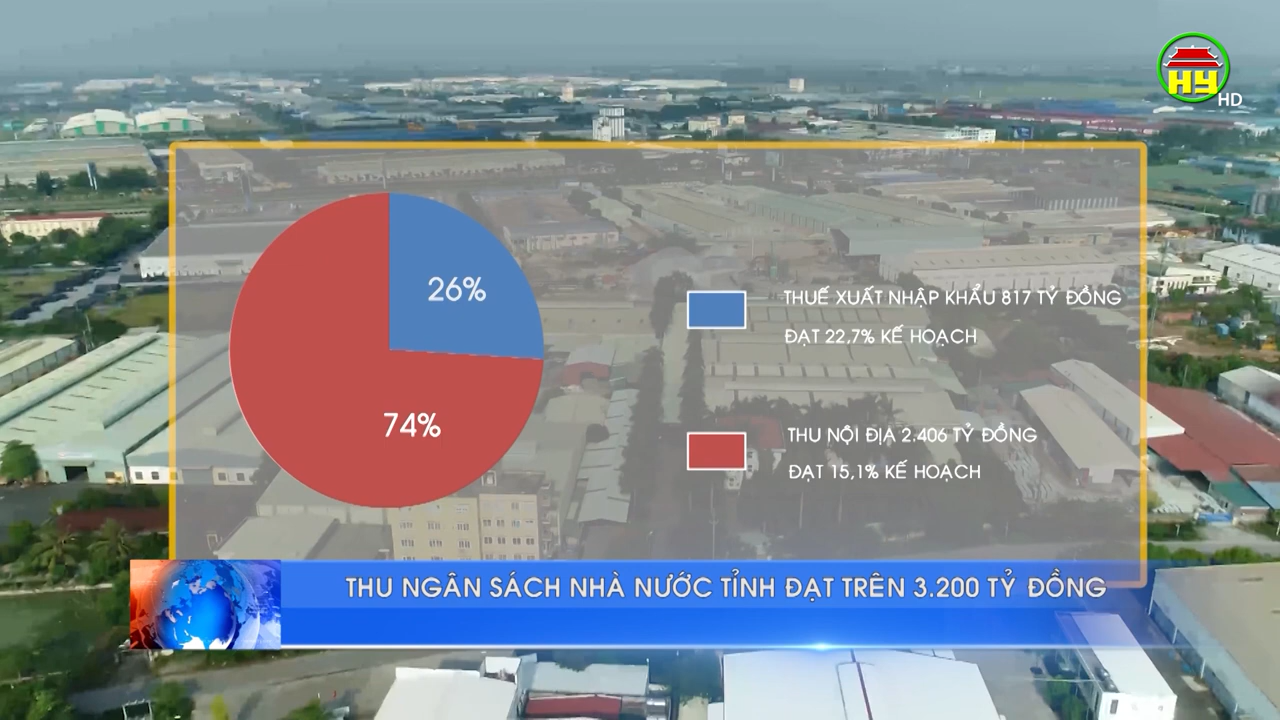 HY
HD
26%
74%
THUẾ XUẤT NHẬP KHẨU 817 TỶ ĐỒNG
ĐẠT 22,7% KẾ HOẠCH
THU NỘI ĐỊA 2.406 TỶ ĐỒNG
ĐẠT 15,1% KẾ HOẠCH
THU NGÂN SÁCH NHÀ NƯỚC TỈNH ĐẠT TRÊN 3.200 TỶ ĐỒNG